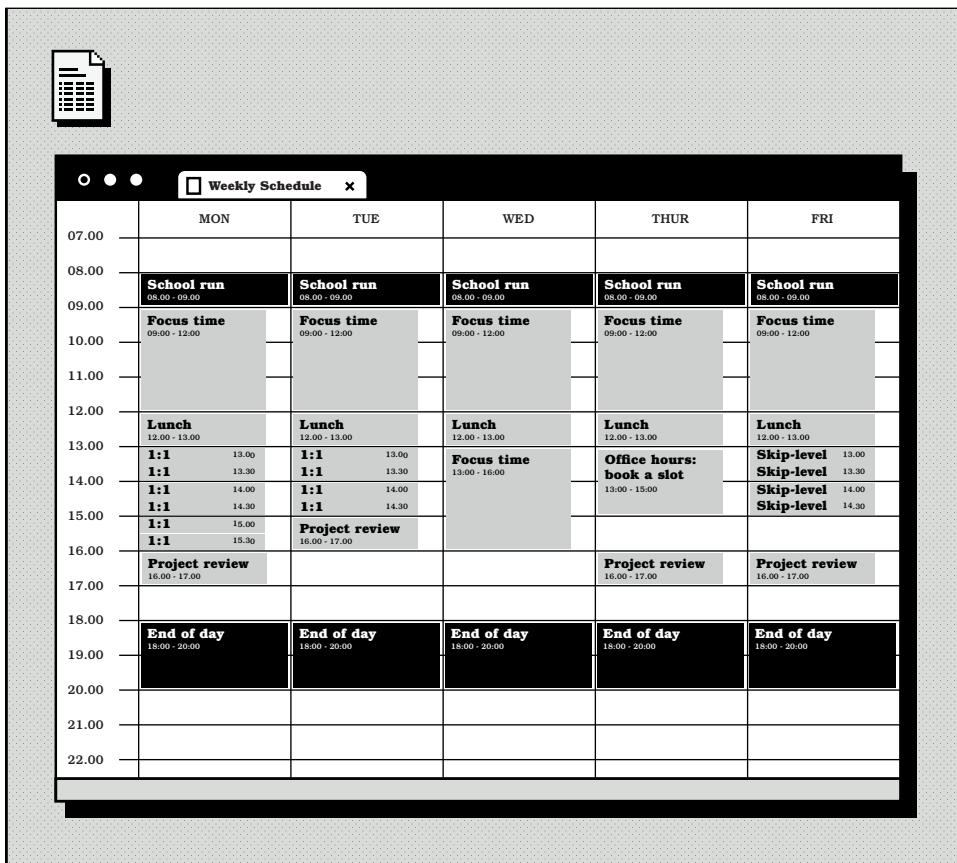 Weekly Schedule
MON TUE WED THUR FRI
07.00
08.00
School run School run School run School run School run
08.00 - 09.00 08.00 - 09.00 08.00 - 09.00 08.00 - 09.00 08.00 - 09.00
09.00
Focus time Focus time Focus time Focus time Focus time
09:00 - 12:00 09:00 - 12:00 09:00 - 12:00 09:00 - 12:00 09:00 - 12:00
10.00
11.00
12.00
Lunch Lunch Lunch Lunch Lunch
12.00 - 13.00 12.00 - 13.00 12.00 - 13.00 12.00 - 13.00 12.00 - 13.00
13.00
1:1 13.00 1:1 13.00 Focus time Office hours: Skip-level 13.00
1:1 13.30 1:1 13.30 13:00 - 16:00 book a slot Skip-level 13.30
14.00
1:1 14.00 1:1 14.00 13:00 - 15:00 Skip-level 14.00
1:1 14.30 1:1 14.30 Skip-level 14.30
15.00
1:1 15.00 Project review
1:1 15.30 16.00 - 17.00
16.00
Project review Project review Project review
16.00 - 17.00 16.00 - 17.00 16.00 - 17.00
17.00
18.00
End of day End of day End of day End of day End of day
18:00 - 20:00 18:00 - 20:00 18:00 - 20:00 18:00 - 20:00 18:00 - 20:00
19.00
20.00
21.00
22.00